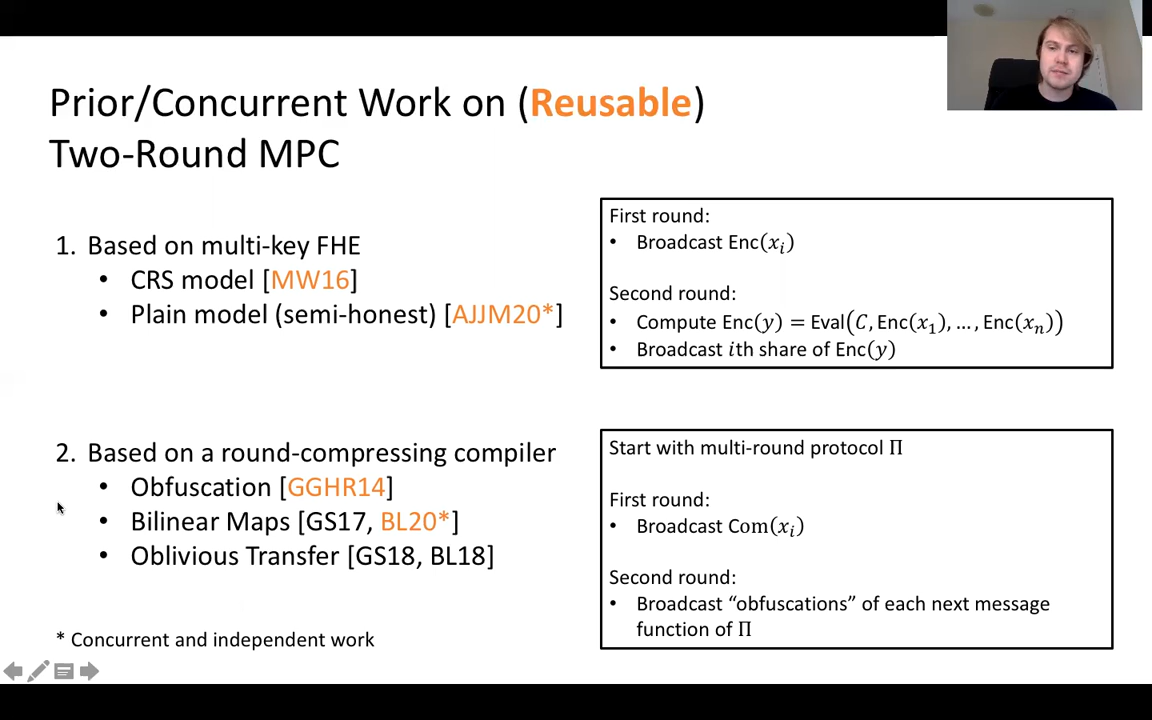 Prior/Concurrent Work on (Reusable)
Two-Round MPC
1. Based on multi-key FHE
• CRS model [MW16]
• Plain model (semi-honest) [AJJM20*]
First round:
• Broadcast Enc(𝑥ᵢ)
Second round:
• Compute Enc(𝑦) = Eval(𝐶, Enc(𝑥₁), … , Enc(𝑥ₙ))
• Broadcast 𝑖th share of Enc(𝑦)
2. Based on a round-compressing compiler
• Obfuscation [GGHR14]
• Bilinear Maps [GS17, BL20*]
• Oblivious Transfer [GS18, BL18]
Start with multi-round protocol Π
First round:
• Broadcast Com(𝑥ᵢ)
Second round:
• Broadcast “obfuscations” of each next message
function of Π
* Concurrent and independent work